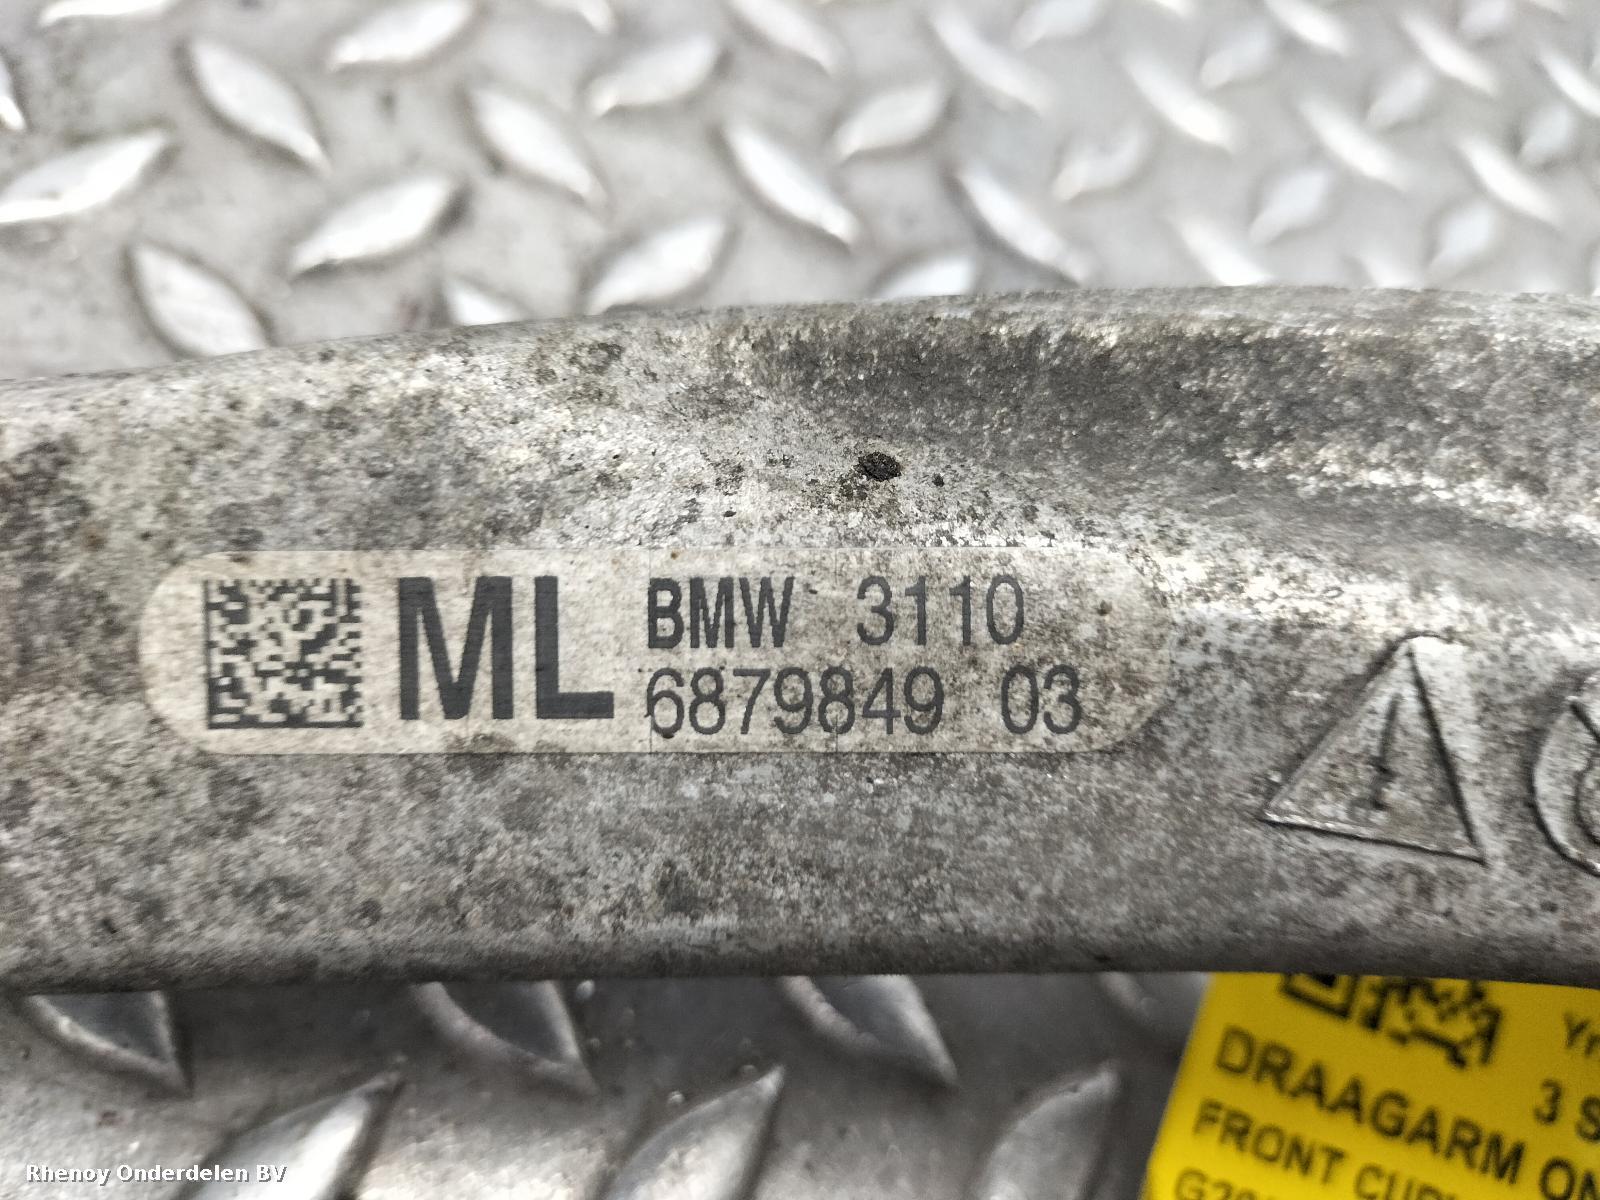 ML BMW 3110
6879849 03
3
DRAAGARM
FRONT
Rhenoy Onderdelen BV